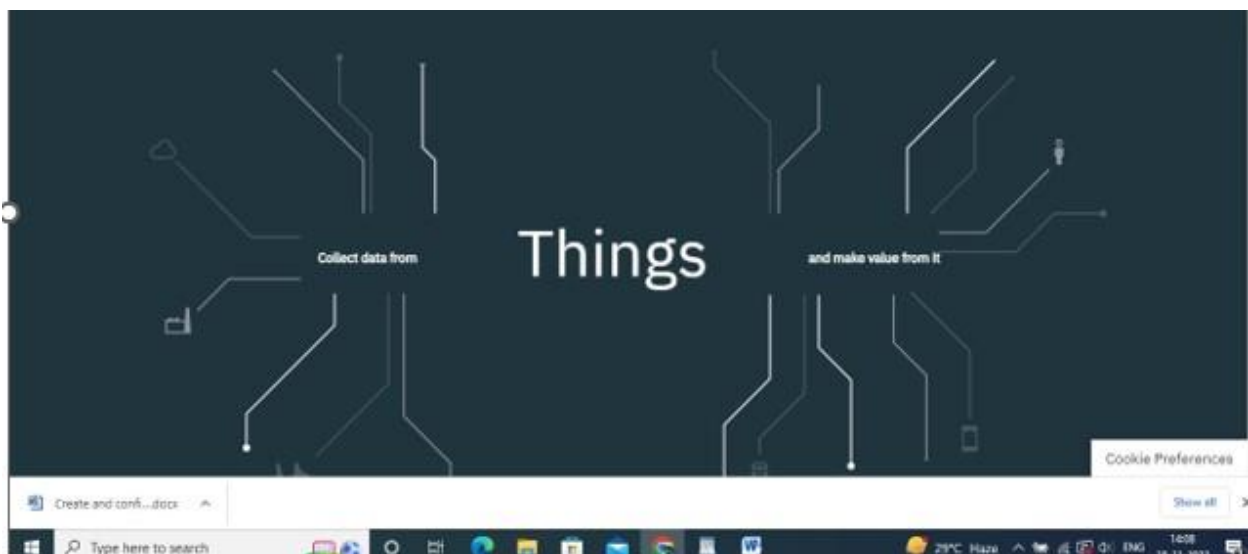 Collect data from Things and make value from it
Cookie Preferences
Create and confi....docx
Show all
Type here to search
29°C Haze
ENG
14:08